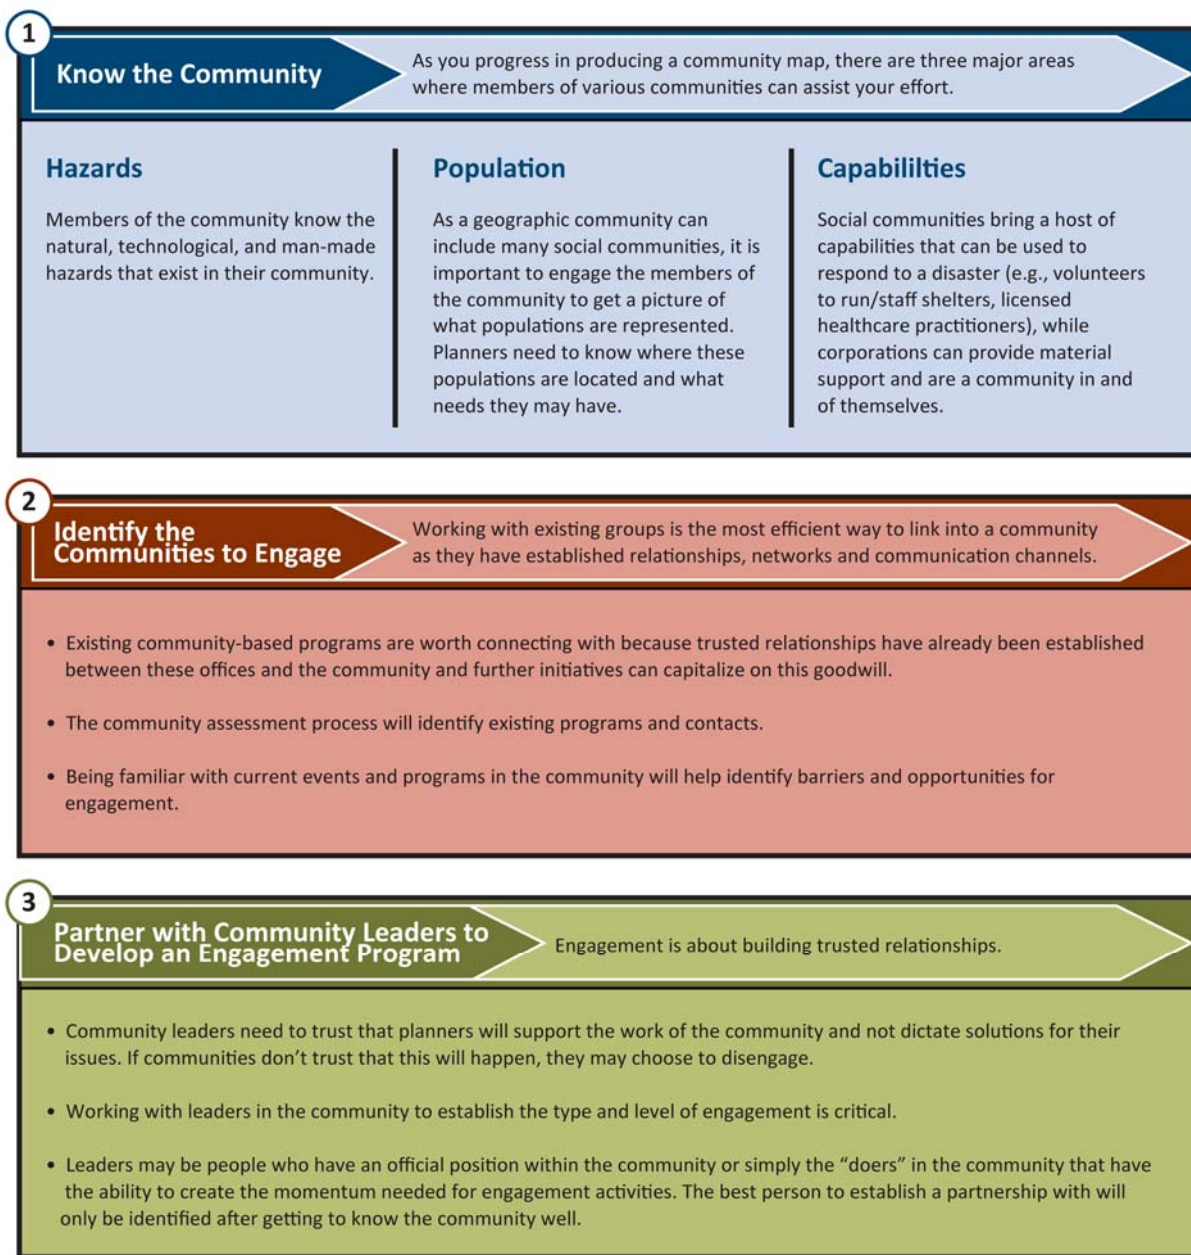 1
Know the Community
As you progress in producing a community map, there are three major areas
where members of various communities can assist your effort.
Hazards
Members of the community know the
natural, technological, and man-made
hazards that exist in their community.
Population
As a geographic community can
include many social communities, it is
important to engage the members of
the community to get a picture of
what populations are represented.
Planners need to know where these
populations are located and what
needs they may have.
Capabililties
Social communities bring a host of
capabilities that can be used to
respond to a disaster (e.g., volunteers
to run/staff shelters, licensed
healthcare practitioners), while
corporations can provide material
support and are a community in and
of themselves.
2
Identify the
Communities to Engage
Working with existing groups is the most efficient way to link into a community
as they have established relationships, networks and communication channels.
• Existing community-based programs are worth connecting with because trusted relationships have already been established
between these offices and the community and further initiatives can capitalize on this goodwill.
• The community assessment process will identify existing programs and contacts.
• Being familiar with current events and programs in the community will help identify barriers and opportunities for
engagement.
3
Partner with Community Leaders to
Develop an Engagement Program
Engagement is about building trusted relationships.
• Community leaders need to trust that planners will support the work of the community and not dictate solutions for their
issues. If communities don’t trust that this will happen, they may choose to disengage.
• Working with leaders in the community to establish the type and level of engagement is critical.
• Leaders may be people who have an official position within the community or simply the “doers” in the community that have
the ability to create the momentum needed for engagement activities. The best person to establish a partnership with will
only be identified after getting to know the community well.